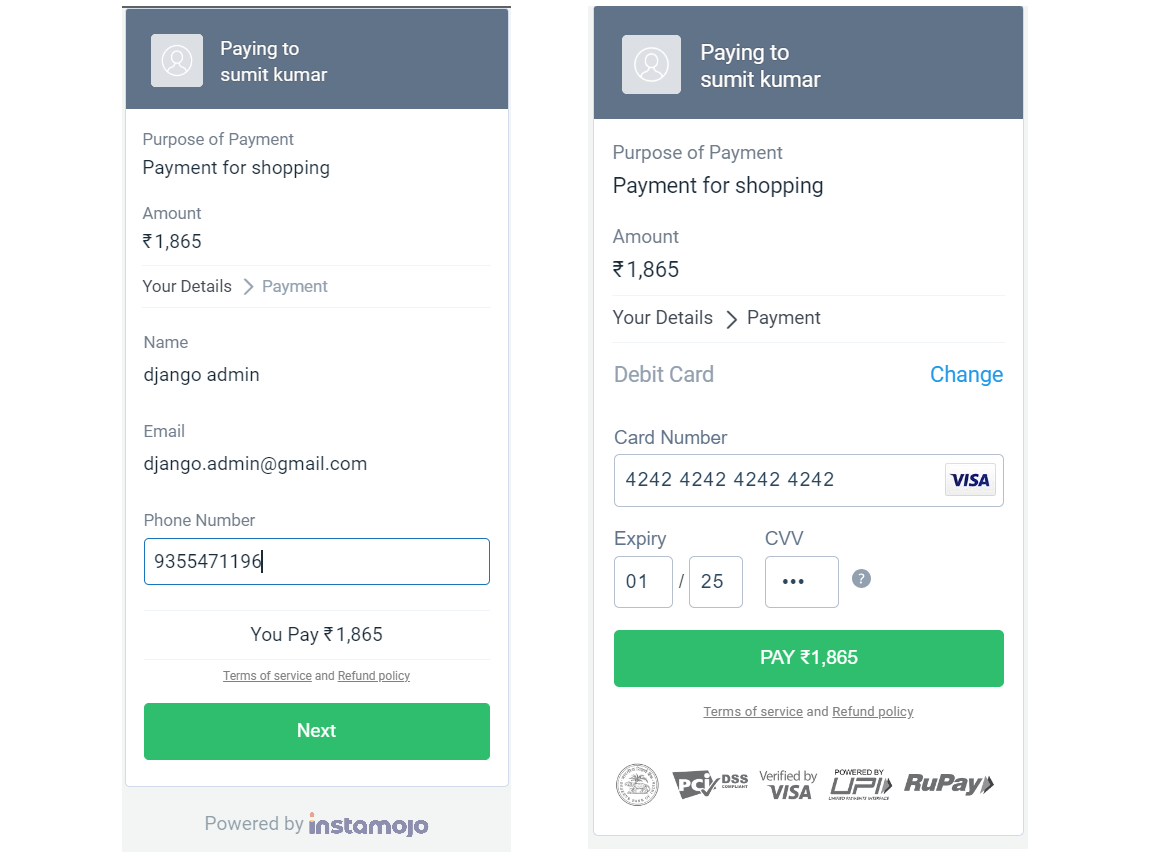 Paying to
sumit kumar
Purpose of Payment
Payment for shopping
Amount
₹1,865
Your Details > Payment
Name
django admin
Email
django.admin@gmail.com
Phone Number
9355471196
You Pay ₹1,865
Terms of service and Refund policy
Next
Powered by instamojo
Paying to
sumit kumar
Purpose of Payment
Payment for shopping
Amount
₹1,865
Your Details > Payment
Debit Card Change
Card Number
4242 4242 4242 4242 VISA
Expiry CVV
01 / 25 ••• ?
PAY ₹1,865
Terms of service and Refund policy
PCI DSS COMPLIANT
Verified by VISA
POWERED BY UPI UNIFIED PAYMENTS INTERFACE
RuPay